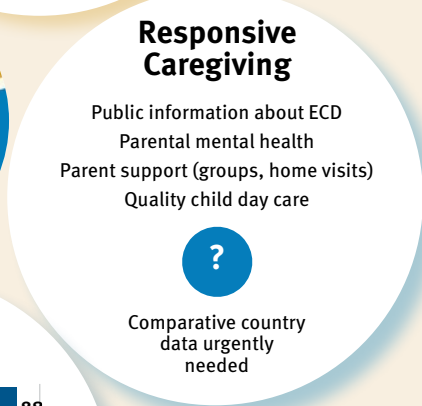 Responsive
Caregiving
Public information about ECD
Parental mental health
Parent support (groups, home visits)
Quality child day care
?
Comparative country
data urgently
needed